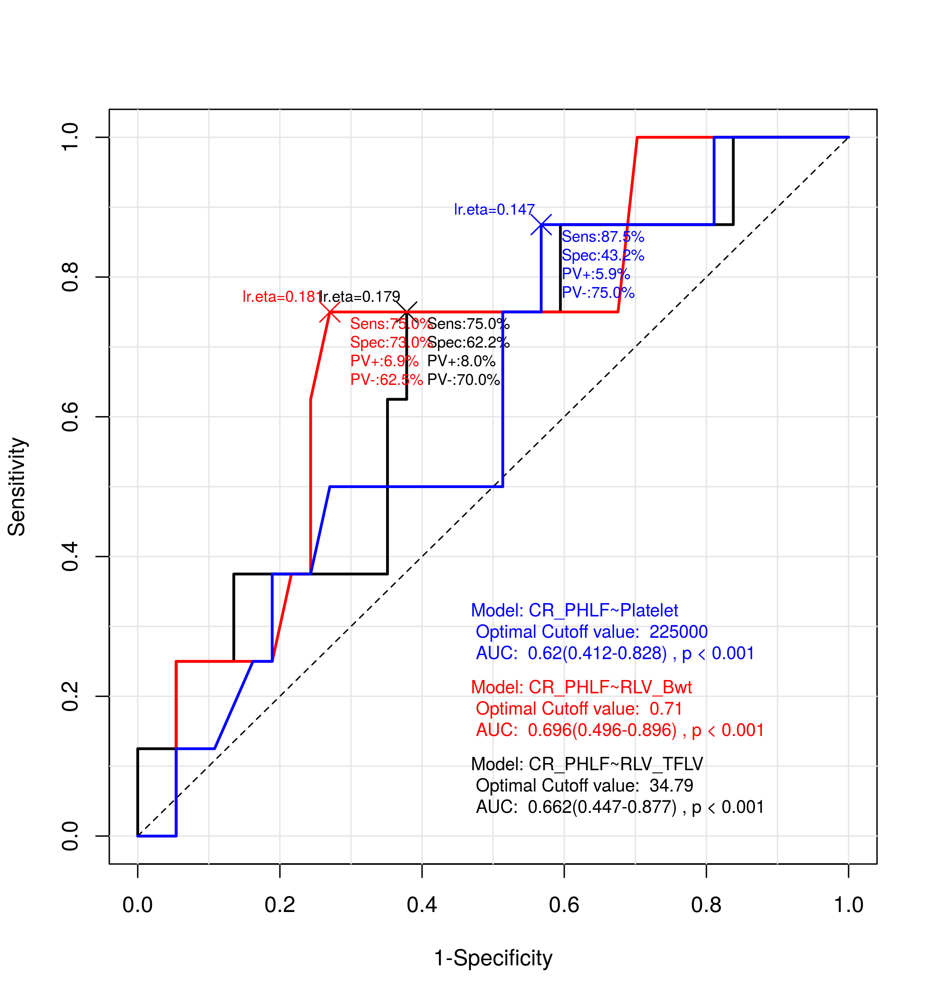 lr.eta=0.147
Sens:87.5%
Spec:43.2%
PV+:5.9%
PV-:75.0%
lr.eta=0.181
lr.eta=0.179
Sens:75.0%
Spec:73.0%
PV+:6.9%
PV-:62.5%
Sens:75.0%
Spec:62.2%
PV+:8.0%
PV-:70.0%
Model: CR_PHLF~Platelet
Optimal Cutoff value: 225000
AUC: 0.62(0.412-0.828) , p < 0.001
Model: CR_PHLF~RLV_Bwt
Optimal Cutoff value: 0.71
AUC: 0.696(0.496-0.896) , p < 0.001
Model: CR_PHLF~RLV_TFLV
Optimal Cutoff value: 34.79
AUC: 0.662(0.447-0.877) , p < 0.001
Sensitivity
1.0
0.8
0.6
0.4
0.2
0.0
0.0 0.2 0.4 0.6 0.8 1.0
1-Specificity